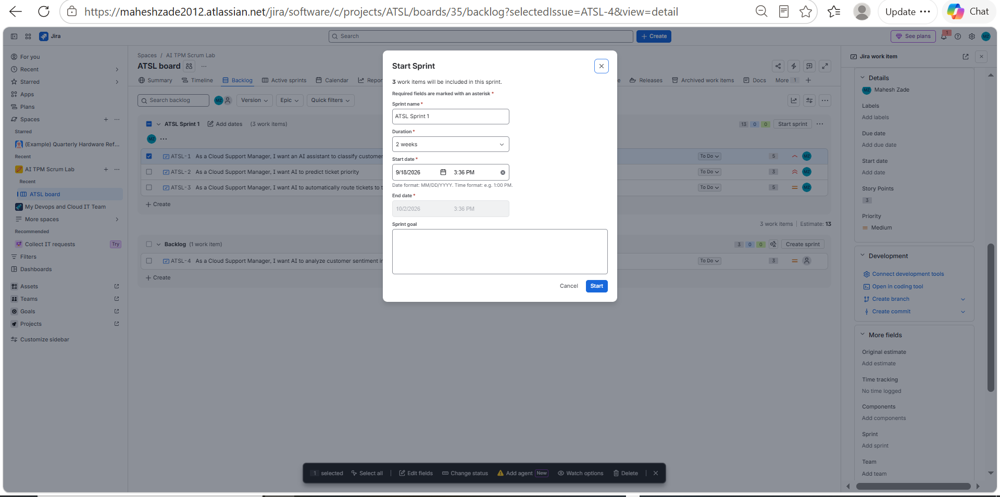 https://maheshzade2012.atlassian.net/jira/software/c/projects/ATSL/boards/35/backlog?selectedIssue=ATSL-4&view=detail
Update
Chat
Jira
Search
+ Create
See plans
1
MZ
For you
Recent
Starred
Apps
Plans
Spaces
Starred
(Example) Quarterly Hardware Ref...
Recent
AI TPM Scrum Lab
Recent
ATSL board
My Devops and Cloud IT Team
More spaces
Recommended
Collect IT requests
Try
Filters
Dashboards
Assets
Teams
Goals
Projects
Customize sidebar
Spaces / AI TPM Scrum Lab
ATSL board
Summary
Timeline
Backlog
Active sprints
Calendar
Repor
e
Releases
Archived work items
Docs
More 1
Search backlog
MZ
Version
Epic
Quick filters
ATSL Sprint 1
Add dates
(3 work items)
13 0 0
Start sprint
MZ
ATSL-1 As a Cloud Support Manager, I want an AI assistant to classify customer
To Do
5
MZ
ATSL-2 As a Cloud Support Manager, I want AI to predict ticket priority
To Do
3
MZ
ATSL-3 As a Cloud Support Manager, I want AI to automatically route tickets to t
To Do
5
MZ
+ Create
3 work items | Estimate: 13
Backlog (1 work item)
3 0 0
Create sprint
ATSL-4 As a Cloud Support Manager, I want AI to analyze customer sentiment in
To Do
3
+ Create
Start Sprint
3 work items will be included in this sprint.
Required fields are marked with an asterisk *
Sprint name *
ATSL Sprint 1
Duration *
2 weeks
Start date *
9/18/2026 3:36 PM
Date format: MM/DD/YYYY. Time format: e.g. 1:00 PM.
End date *
10/2/2026 3:36 PM
Sprint goal
Cancel
Start
Jira work item
Details
MZ Mahesh Zade
Labels
Add labels
Due date
Add due date
Start date
Add date
Story Points
3
Priority
Medium
Development
Connect development tools
Open in coding tool
Create branch
Create commit
More fields
Original estimate
Add estimate
Time tracking
No time logged
Components
Add components
Sprint
Add sprint
Team
Add team
1 selected
Select all
Edit fields
Change status
Add agent New
Watch options
Delete